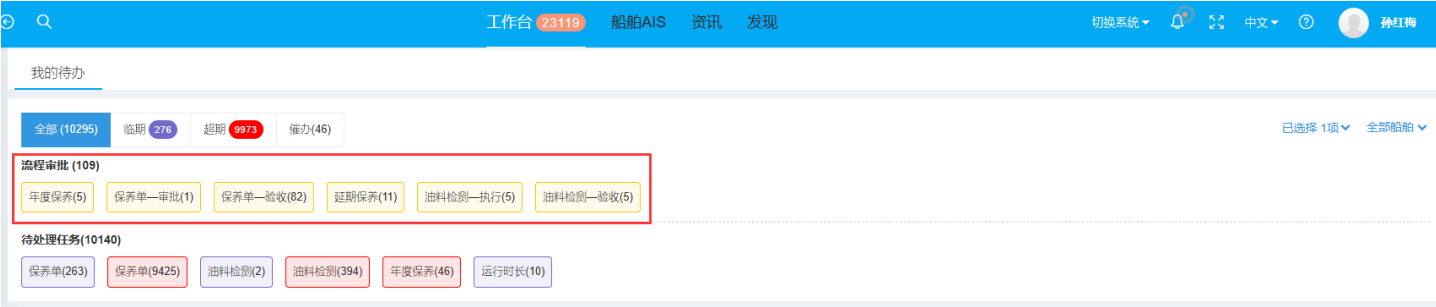 工作台 23119 船舶AIS 资讯 发现 切换系统 中文 孙红梅
我的待办
全部 (10295) 临期 276 超期 9973 催办(46) 已选择 1项 全部船舶
流程审批 (109)
年度保养(5) 保养单—审批(1) 保养单—验收(82) 延期保养(11) 油料检测—执行(5) 油料检测—验收(5)
待处理任务(10140)
保养单(263) 保养单(9425) 油料检测(2) 油料检测(394) 年度保养(46) 运行时长(10)